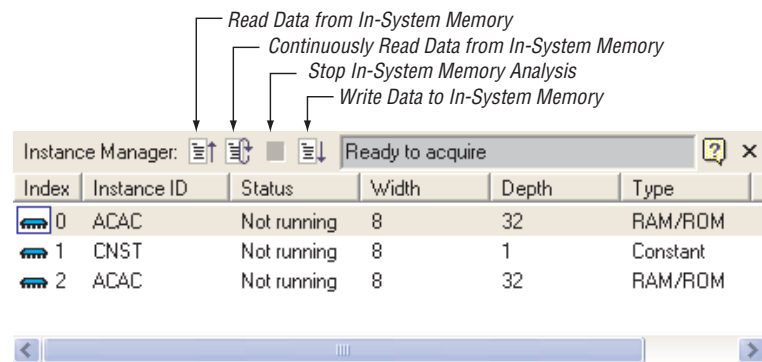 Read Data from In-System Memory
Continuously Read Data from In-System Memory
Stop In-System Memory Analysis
Write Data to In-System Memory
Instance Manager: Ready to acquire
Index Instance ID Status Width Depth Type
0 ACAC Not running 8 32 RAM/ROM
1 CNST Not running 8 1 Constant
2 ACAC Not running 8 32 RAM/ROM